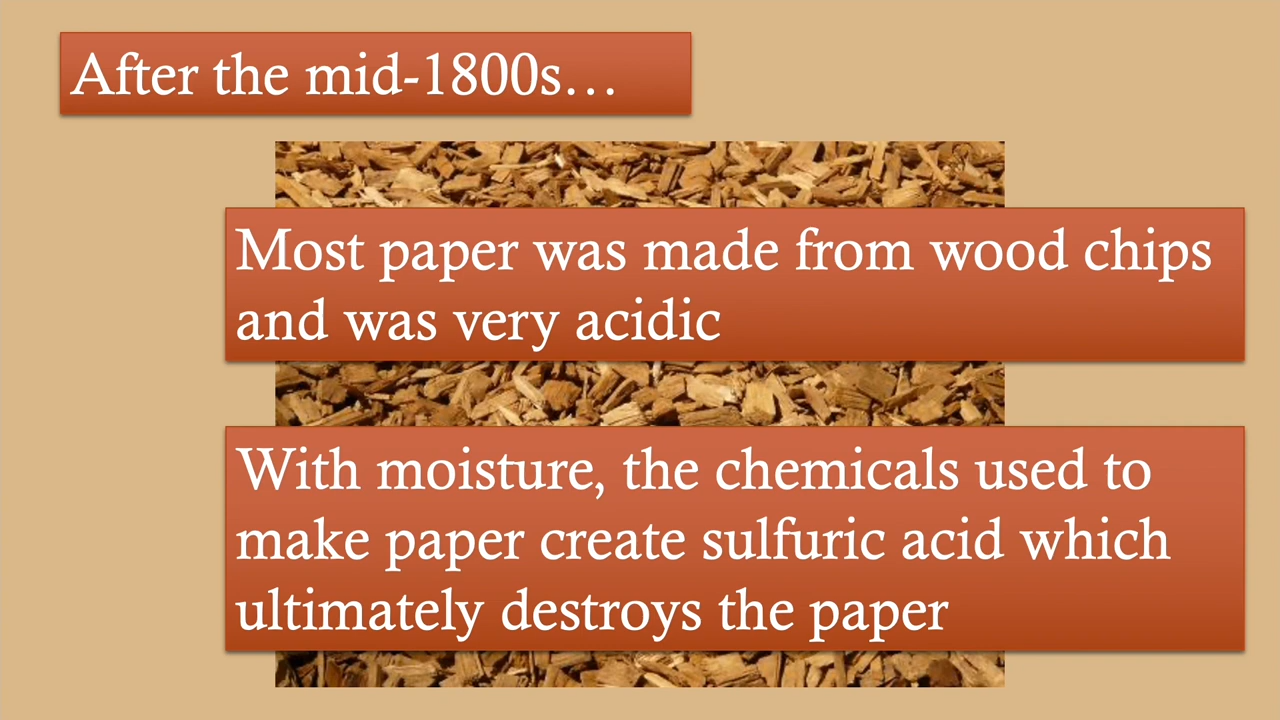 After the mid-1800s…
Most paper was made from wood chips
and was very acidic
With moisture, the chemicals used to
make paper create sulfuric acid which
ultimately destroys the paper